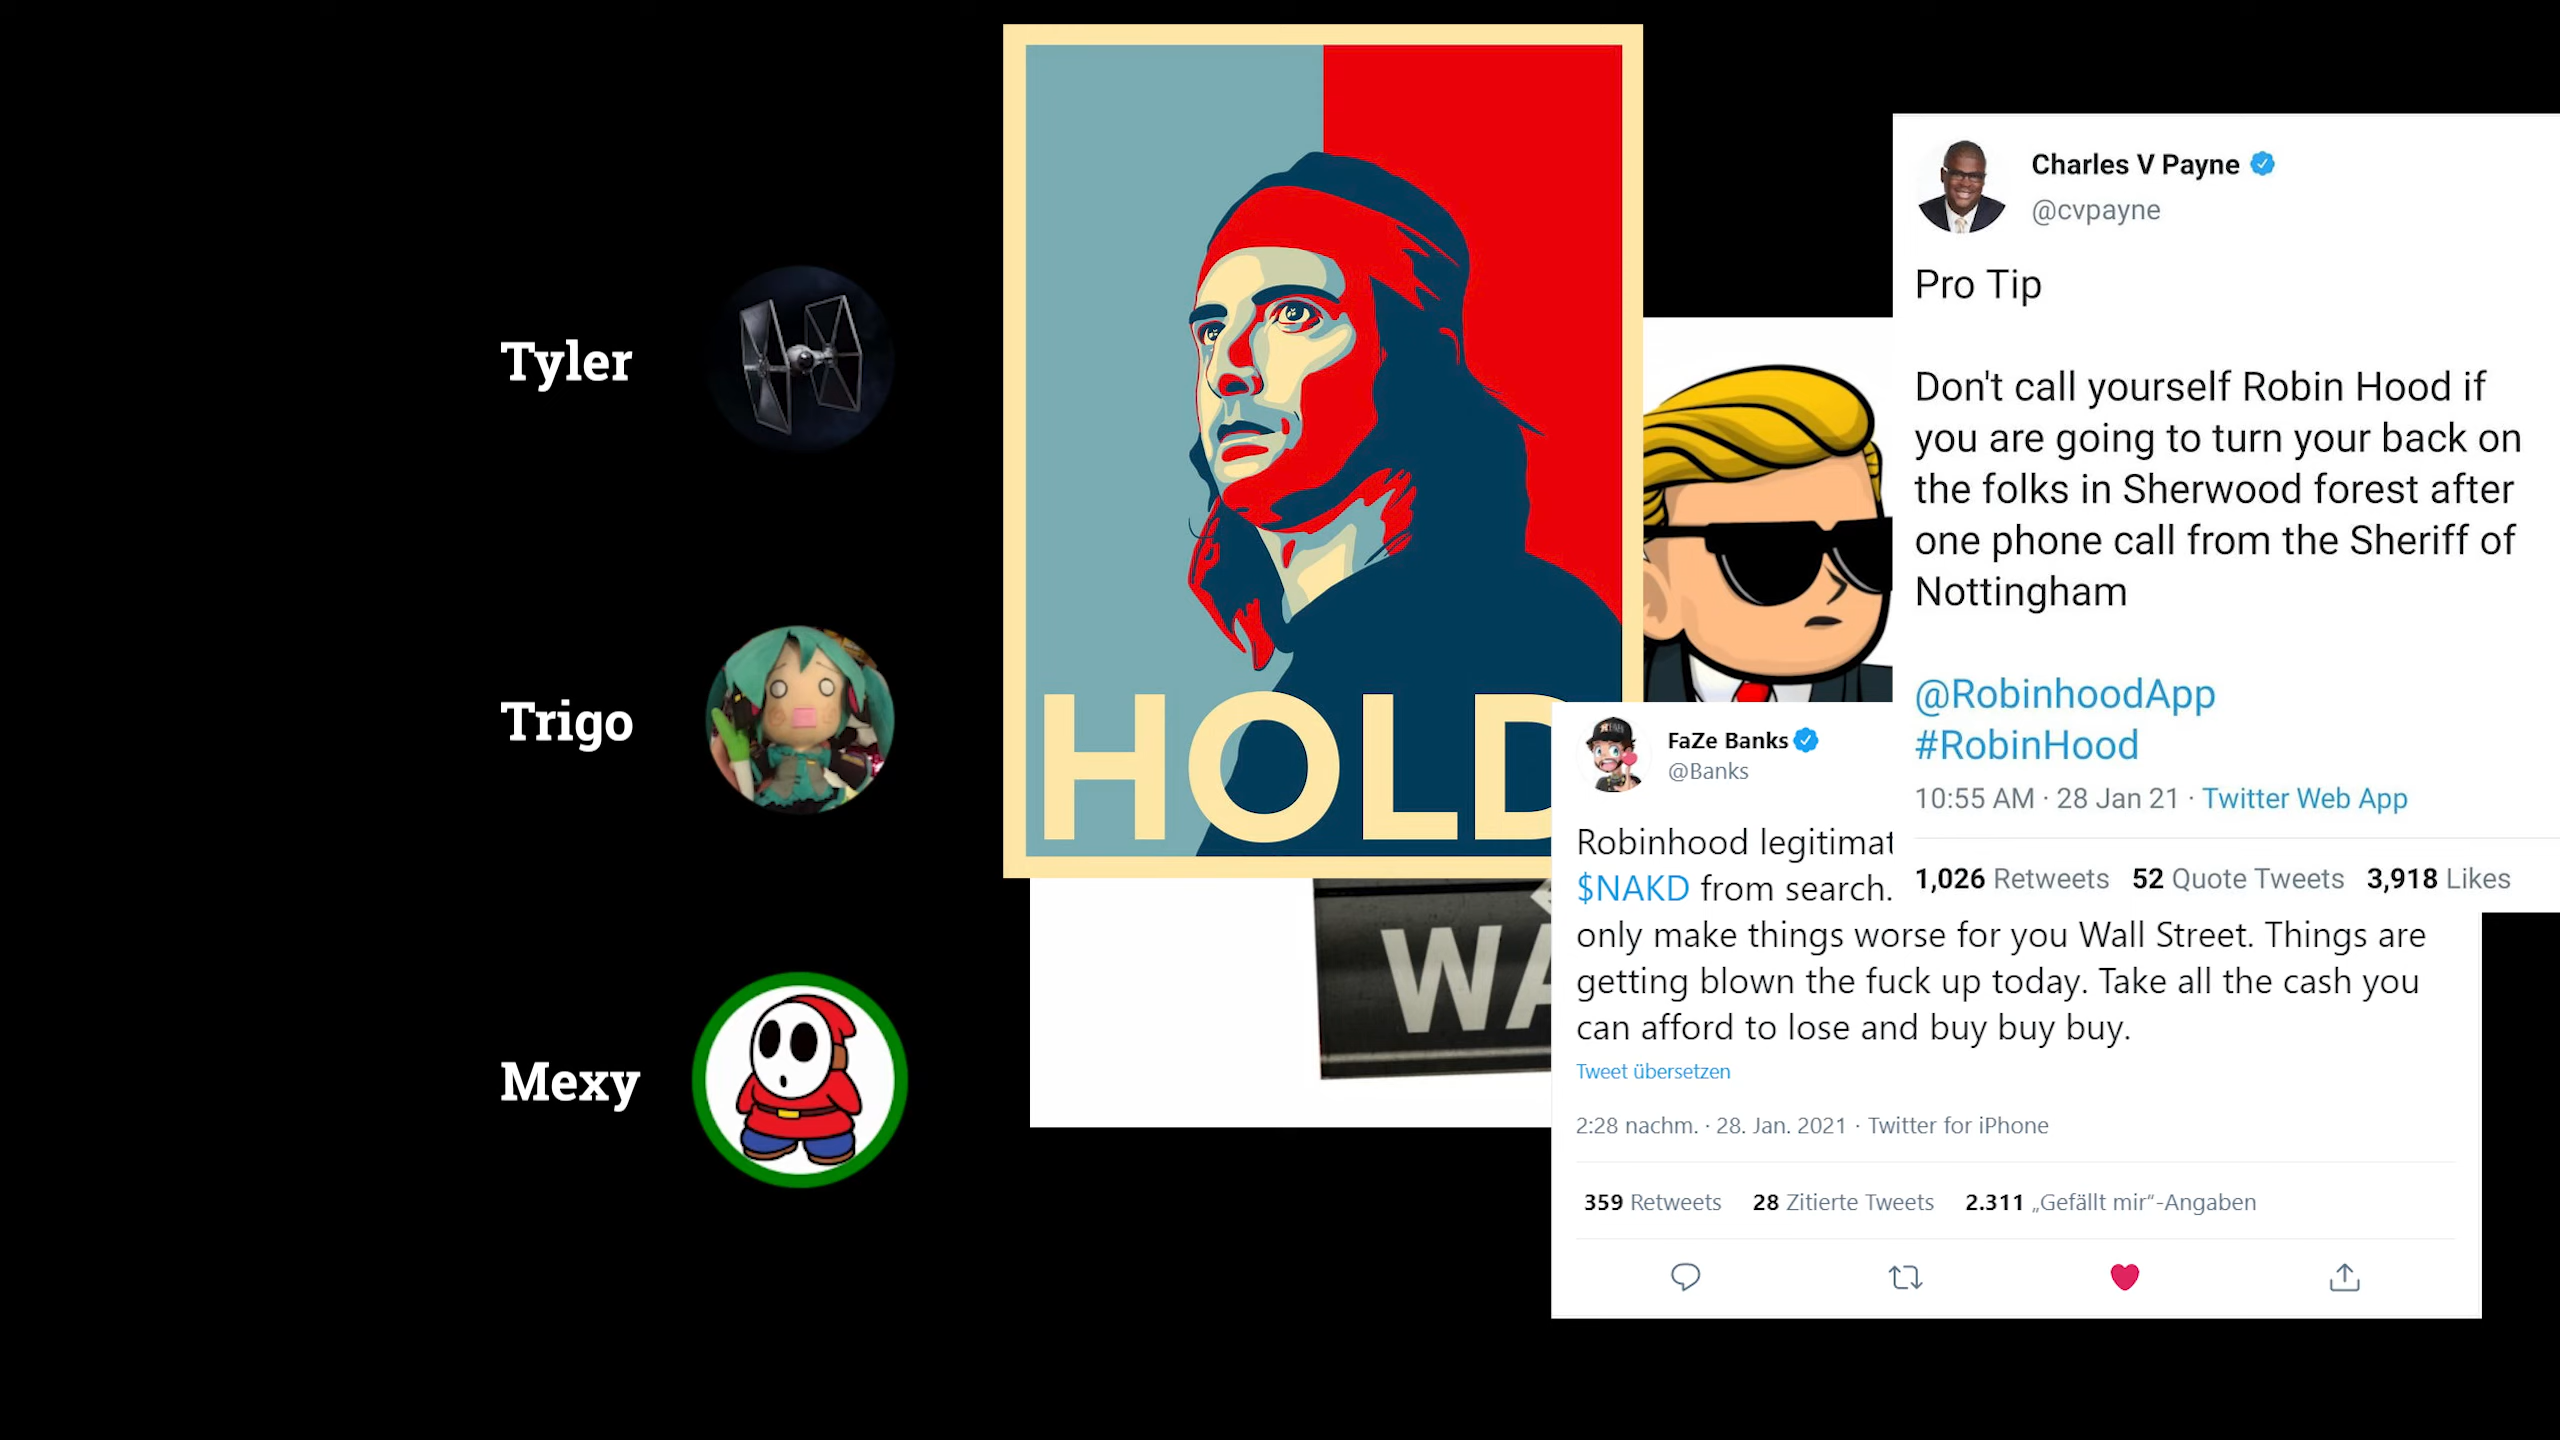 Tyler
Trigo
Mexy
HOLD
WA
Charles V Payne
@cvpayne
Pro Tip
Don't call yourself Robin Hood if
you are going to turn your back on
the folks in Sherwood forest after
one phone call from the Sheriff of
Nottingham
@RobinhoodApp
#RobinHood
10:55 AM · 28 Jan 21 · Twitter Web App
1,026 Retweets 52 Quote Tweets 3,918 Likes
FaZe Banks
@Banks
Robinhood legitimat
$NAKD from search.
only make things worse for you Wall Street. Things are
getting blown the fuck up today. Take all the cash you
can afford to lose and buy buy buy.
Tweet übersetzen
2:28 nachm. · 28. Jan. 2021 · Twitter for iPhone
359 Retweets 28 Zitierte Tweets 2.311 „Gefällt mir“-Angaben